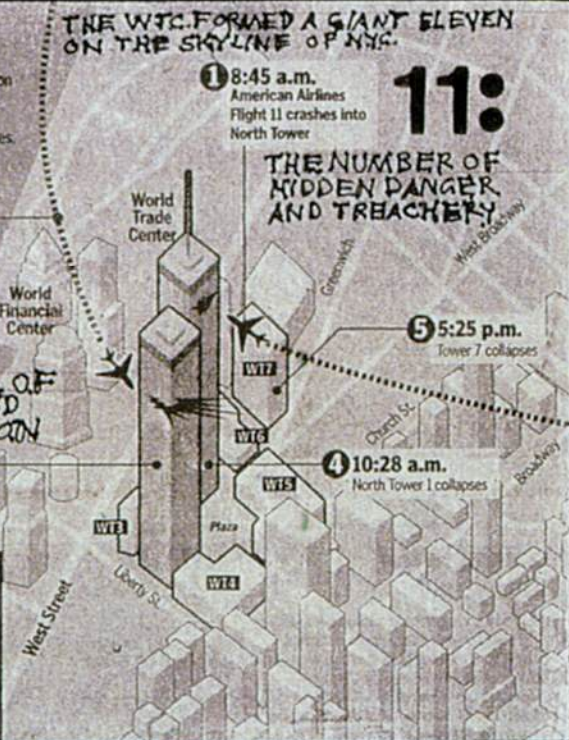 THE WTC. FORMED A GIANT ELEVEN
ON THE SKYLINE OF NYC.
1 8:45 a.m.
American Airlines
Flight 11 crashes into
North Tower
11:
THE NUMBER OF
HIDDEN DANGER
AND TREACHERY
on
es.
World
Trade
Center
Greenwich
West Broadway
World
Financial
Center
5 5:25 p.m.
Tower 7 collapses
WT7
OF
WT6
Church St.
Broadway
4 10:28 a.m.
North Tower 1 collapses
WT5
WT3
Plaza
WT4
Liberty St.
West Street